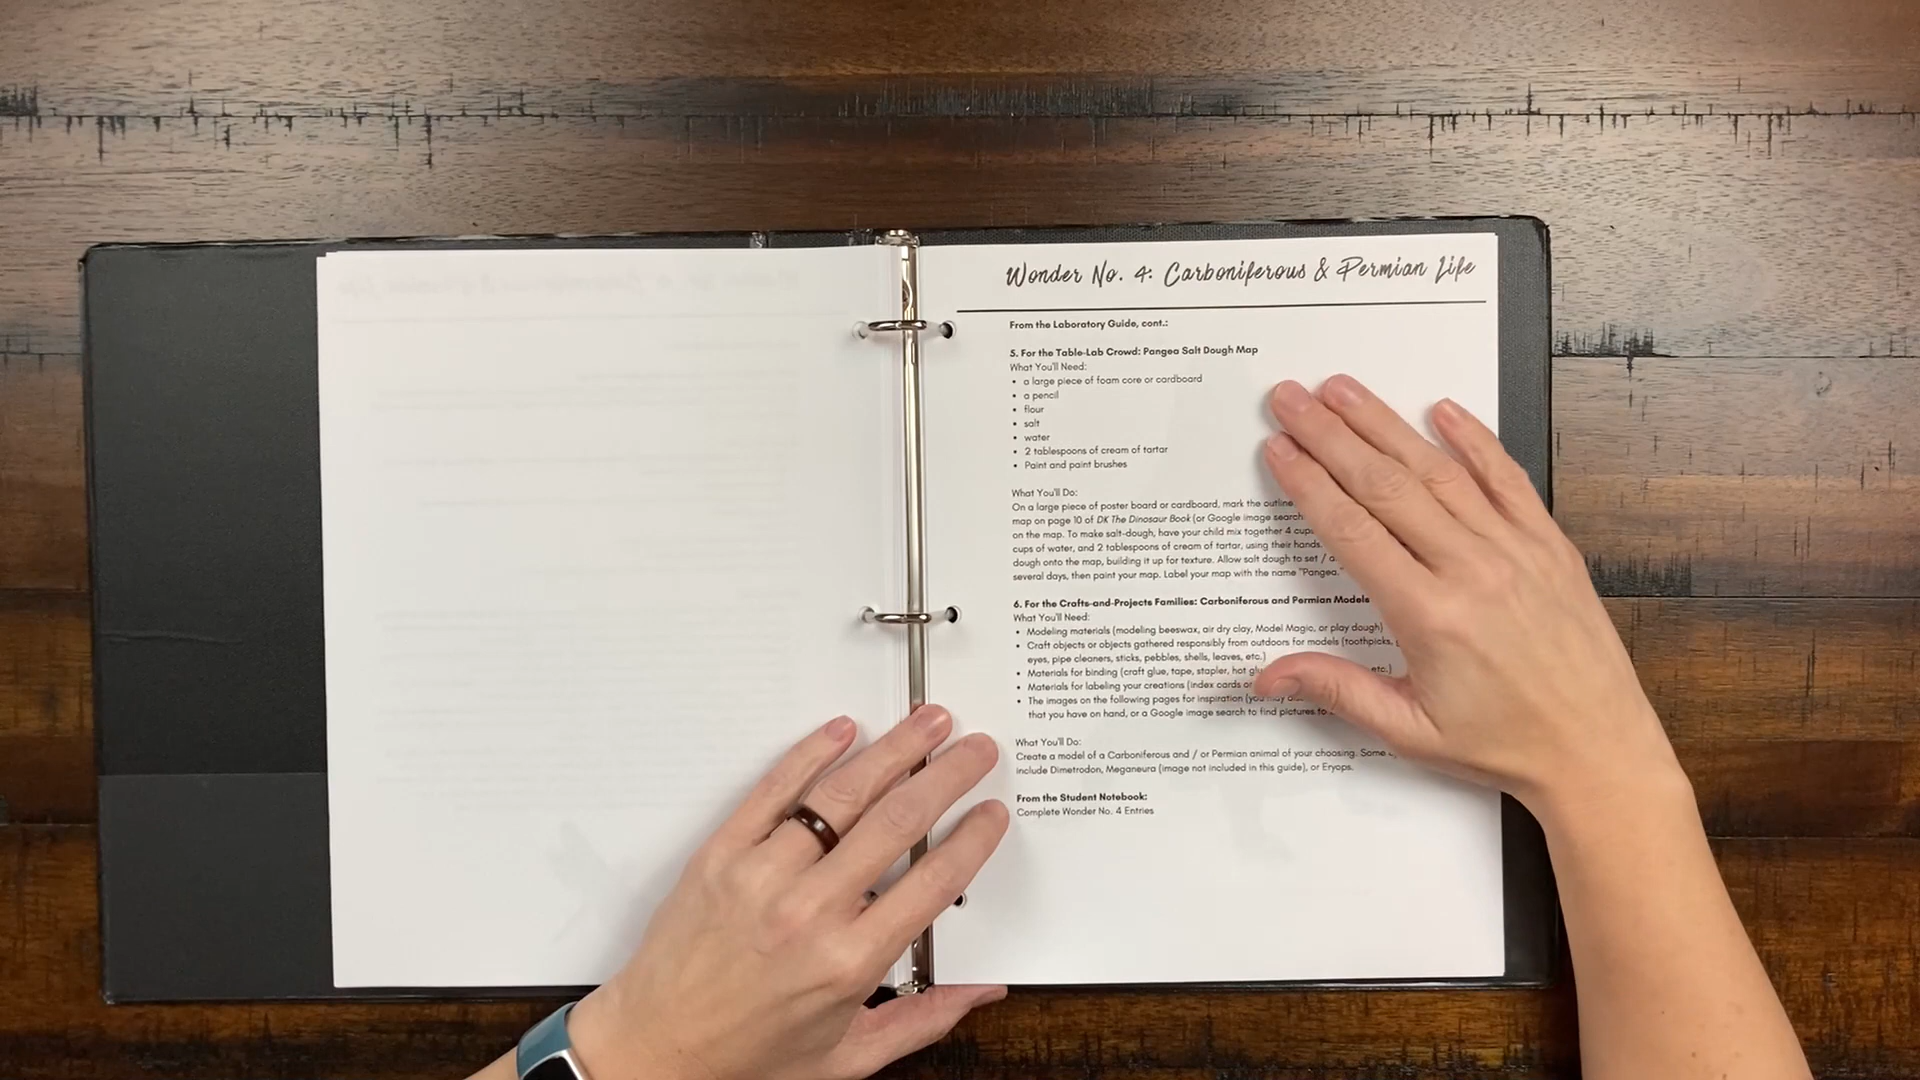 Wonder No. 4: Carboniferous & Permian Life
From the Laboratory Guide, cont.:
5. For the Table-Lab Crowd: Pangea Salt Dough Map
What You'll Need:
• a large piece of foam core or cardboard
• a pencil
• flour
• salt
• water
• 2 tablespoons of cream of tartar
• Paint and paint brushes
What You'll Do:
On a large piece of poster board or cardboard, mark the outline
map on page 10 of DK The Dinosaur Book (or Google image search
on the map. To make salt-dough, have your child mix together 4
cups of water, and 2 tablespoons of cream of tartar, using their hands.
dough onto the map, building it up for texture. Allow salt dough to set /
several days, then paint your map. Label your map with the name "Pangea."
6. For the Crafts-and-Projects Families: Carboniferous and Permian Models
What You'll Need:
• Modeling materials (modeling beeswax, air dry clay, Model Magic, or play dough)
• Craft objects or objects gathered responsibly from outdoors for models (toothpicks,
eyes, pipe cleaners, sticks, pebbles, shells, leaves, etc.)
• Materials for binding (craft glue, tape, stapler, hot etc.)
• Materials for labeling your creations (index cards or
• The images on the following pages for inspiration (you may
that you have on hand, or a Google image search to find pictures to
What You'll Do:
Create a model of a Carboniferous and / or Permian animal of your choosing. Some
include Dimetrodon, Meganeura (image not included in this guide), or Eryops.
From the Student Notebook:
Complete Wonder No. 4 Entries